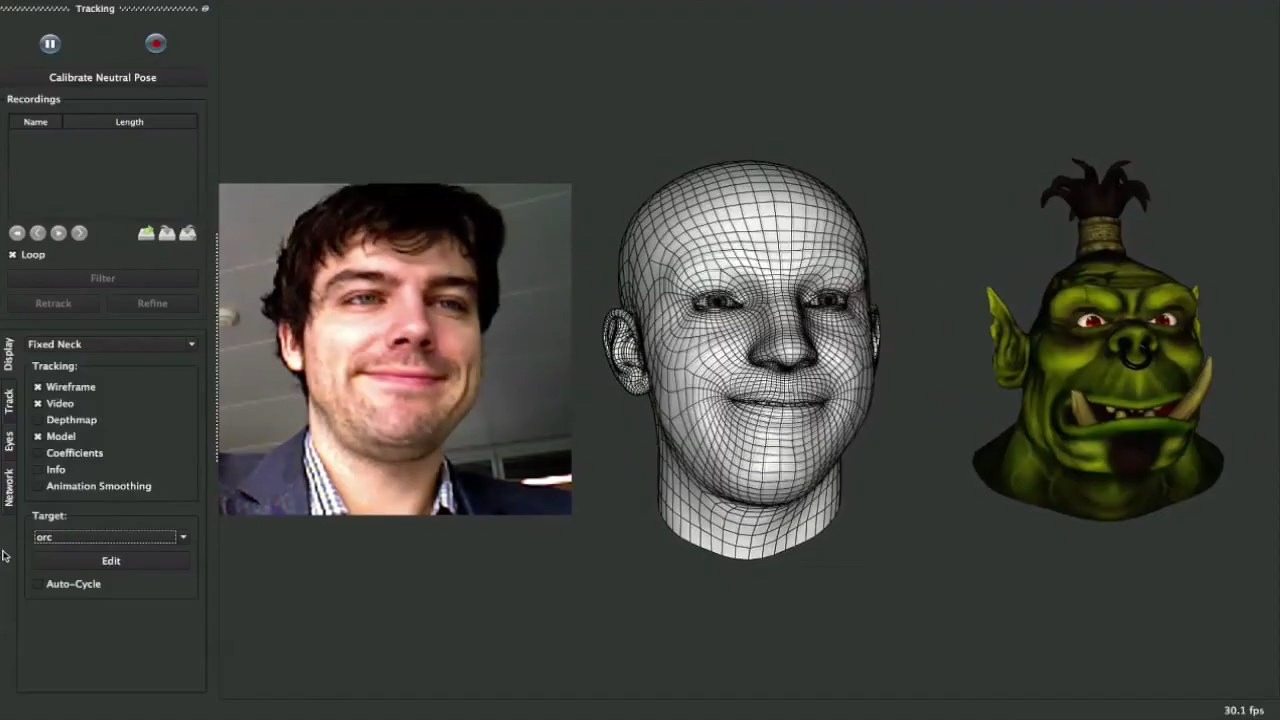 Tracking
Calibrate Neutral Pose
Recordings
Name Length
Loop
Filter
Retrack Refine
Display
Track
Eyes
Network
Fixed Neck
Tracking:
Wireframe
Video
Depthmap
Model
Coefficients
Info
Animation Smoothing
Target:
orc
Edit
Auto-Cycle
30.1 fps